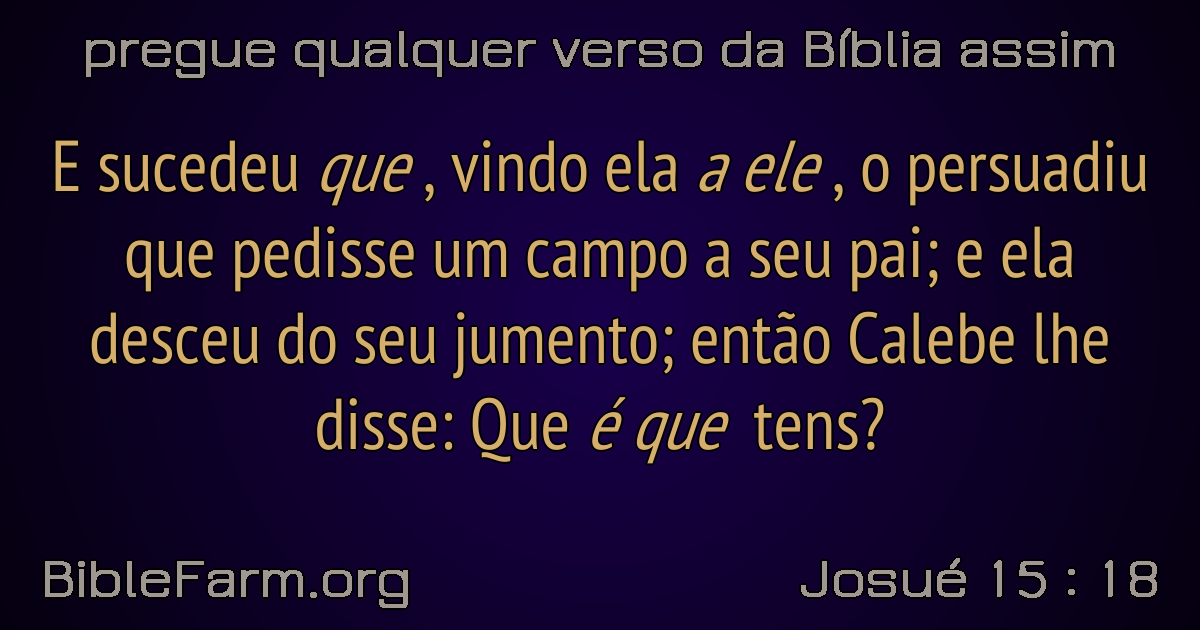 pregue qualquer verso da Bíblia assim
E sucedeu que , vindo ela a ele , o persuadiu
que pedisse um campo a seu pai; e ela
desceu do seu jumento; então Calebe lhe
disse: Que é que tens?
BibleFarm.org
Josué 15 : 18